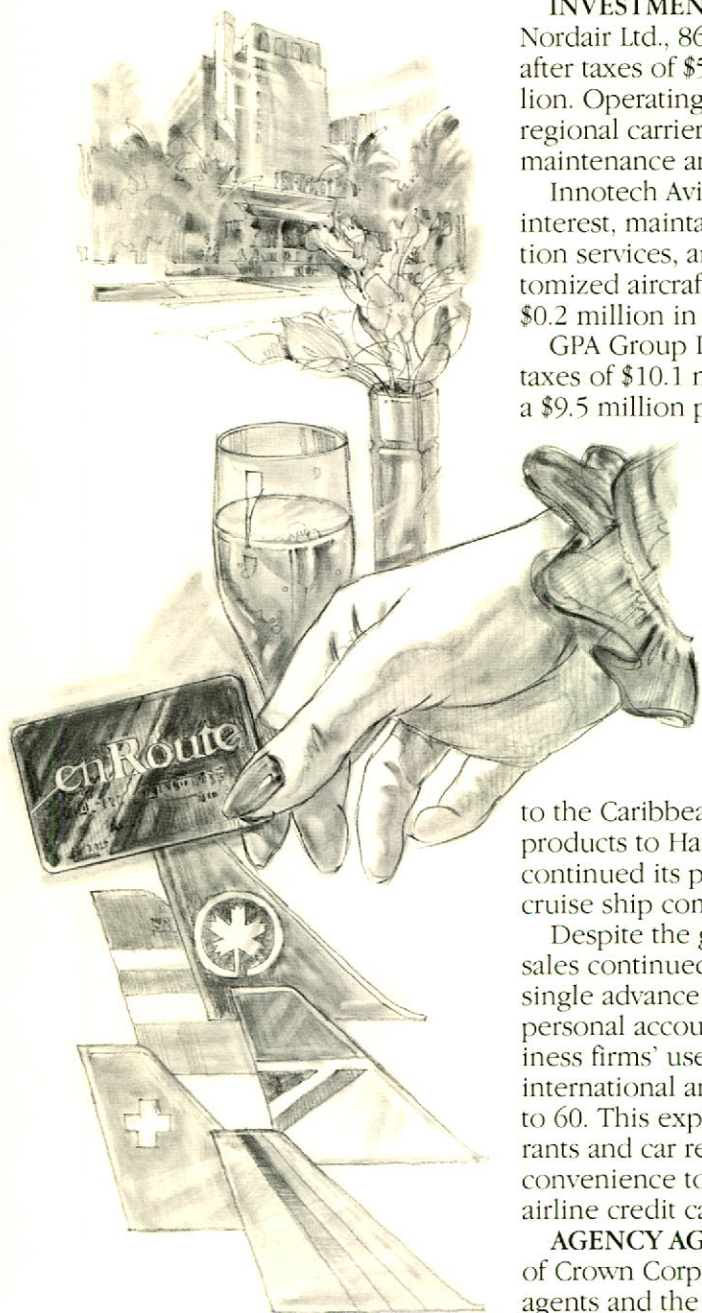 INVESTMEN
Nordair Ltd., 86
after taxes of $5
lion. Operating
regional carrier
maintenance an
Innotech Avi
interest, mainta
tion services, an
tomized aircraf
$0.2 million in
GPA Group L
taxes of $10.1 m
a $9.5 million p
enRoute
to the Caribbea
products to Ha
continued its p
cruise ship con
Despite the g
sales continued
single advance
personal accou
iness firms' use
international an
to 60. This exp
rants and car re
convenience to
airline credit ca
AGENCY AG
of Crown Corp
agents and the